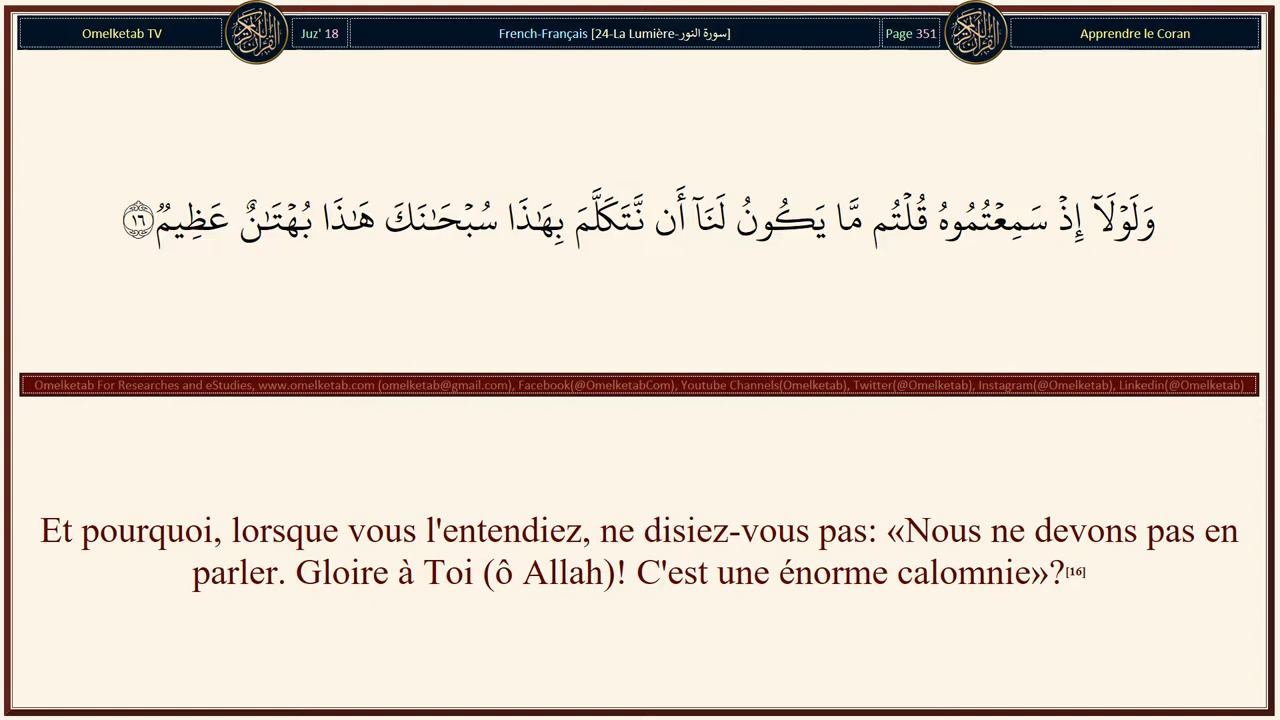 Omelketab TV
Juz' 18
French-Français [24-La Lumière-سورة النور]
Page 351
Apprendre le Coran
وَلَوۡلَآ إِذۡ سَمِعۡتُمُوهُ قُلۡتُم مَّا يَكُونُ لَنَآ أَن نَّتَكَلَّمَ بِهَٰذَا سُبۡحَٰنَكَ هَٰذَا بُهۡتَٰنٌ عَظِيمٞ ١٦
Omelketab For Researches and eStudies, www.omelketab.com (omelketab@gmail.com), Facebook(@OmelketabCom), Youtube Channels(Omelketab), Twitter(@Omelketab), Instagram(@Omelketab), Linkedin(@Omelketab)
Et pourquoi, lorsque vous l'entendiez, ne disiez-vous pas: «Nous ne devons pas en
parler. Gloire à Toi (ô Allah)! C'est une énorme calomnie»?[16]